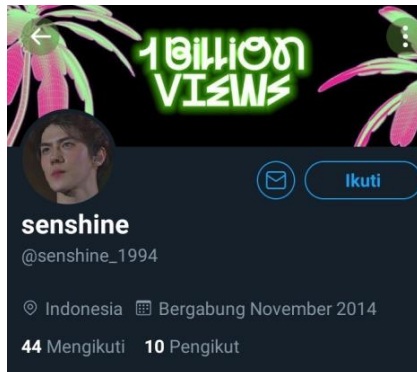 1 BILLION
VIEWS
Ikuti
senshine
@senshine_1994
Indonesia Bergabung November 2014
44 Mengikuti 10 Pengikut